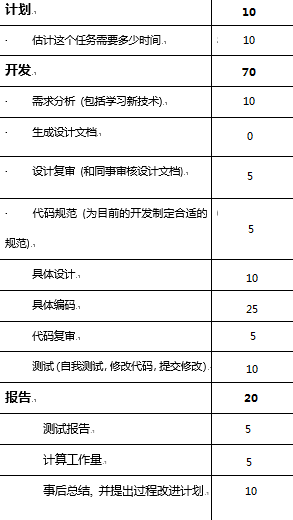 计划 10
· 估计这个任务需要多少时间 10
开发 70
· 需求分析 (包括学习新技术) 10
· 生成设计文档 0
· 设计复审 (和同事审核设计文档) 5
· 代码规范 (为目前的开发制定合适的
规范) 5
具体设计 10
具体编码 25
代码复审 5
测试(自我测试,修改代码,提交修改) 10
报告 20
测试报告 5
计算工作量 5
事后总结, 并提出过程改进计划 10